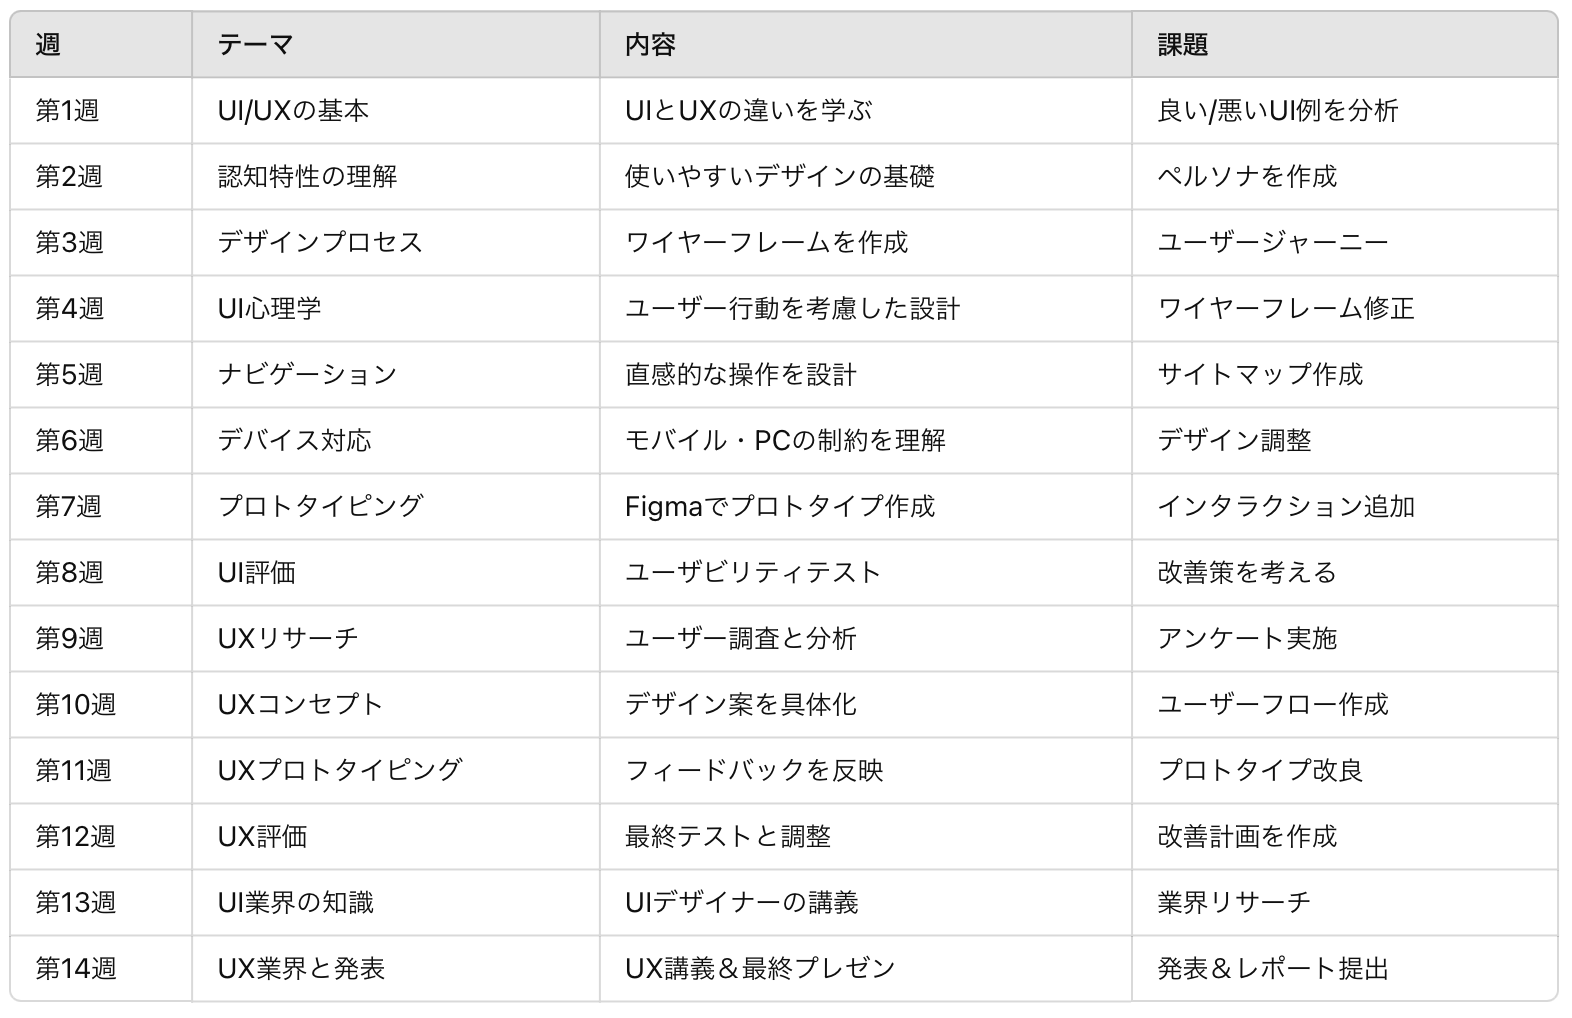 週 テーマ 内容 課題
第1週 UI/UXの基本 UIとUXの違いを学ぶ 良い/悪いUI例を分析
第2週 認知特性の理解 使いやすいデザインの基礎 ペルソナを作成
第3週 デザインプロセス ワイヤーフレームを作成 ユーザージャーニー
第4週 UI心理学 ユーザー行動を考慮した設計 ワイヤーフレーム修正
第5週 ナビゲーション 直感的な操作を設計 サイトマップ作成
第6週 デバイス対応 モバイル・PCの制約を理解 デザイン調整
第7週 プロトタイピング Figmaでプロトタイプ作成 インタラクション追加
第8週 UI評価 ユーザビリティテスト 改善策を考える
第9週 UXリサーチ ユーザー調査と分析 アンケート実施
第10週 UXコンセプト デザイン案を具体化 ユーザーフロー作成
第11週 UXプロトタイピング フィードバックを反映 プロトタイプ改良
第12週 UX評価 最終テストと調整 改善計画を作成
第13週 UI業界の知識 UIデザイナーの講義 業界リサーチ
第14週 UX業界と発表 UX講義＆最終プレゼン 発表＆レポート提出